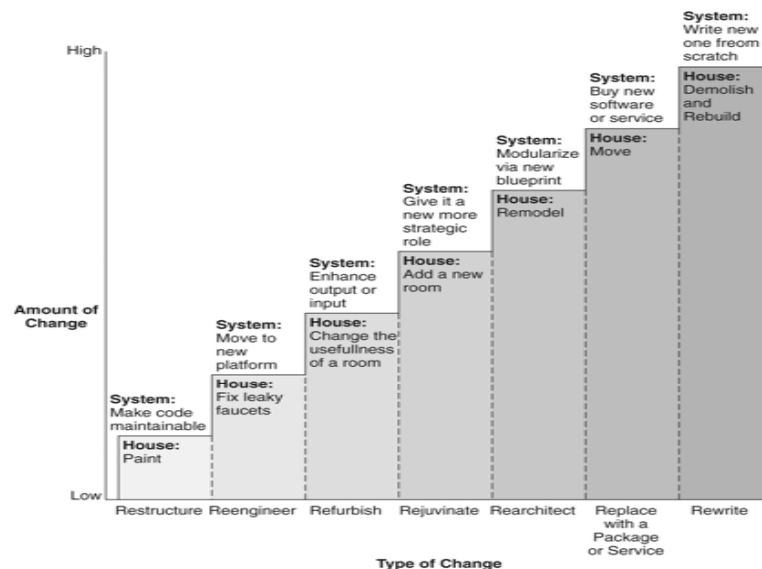 System:
Write new
one freom
scratch
High
House:
Demolish
and
Rebuild
System:
Buy new
software
or service
House:
Move
System:
Modularize
via new
blueprint
House:
Remodel
System:
Give it a
new more
strategic
role
House:
Add a new
room
System:
Enhance
output or
input
House:
Change the
usefullness
of a room
Amount of
Change
System:
Move to
new
platform
House:
Fix leaky
faucets
System:
Make code
maintainable
House:
Paint
Low
Restructure Reengineer Refurbish Rejuvinate Rearchitect Replace Rewrite
with a
Package
or Service
Type of Change